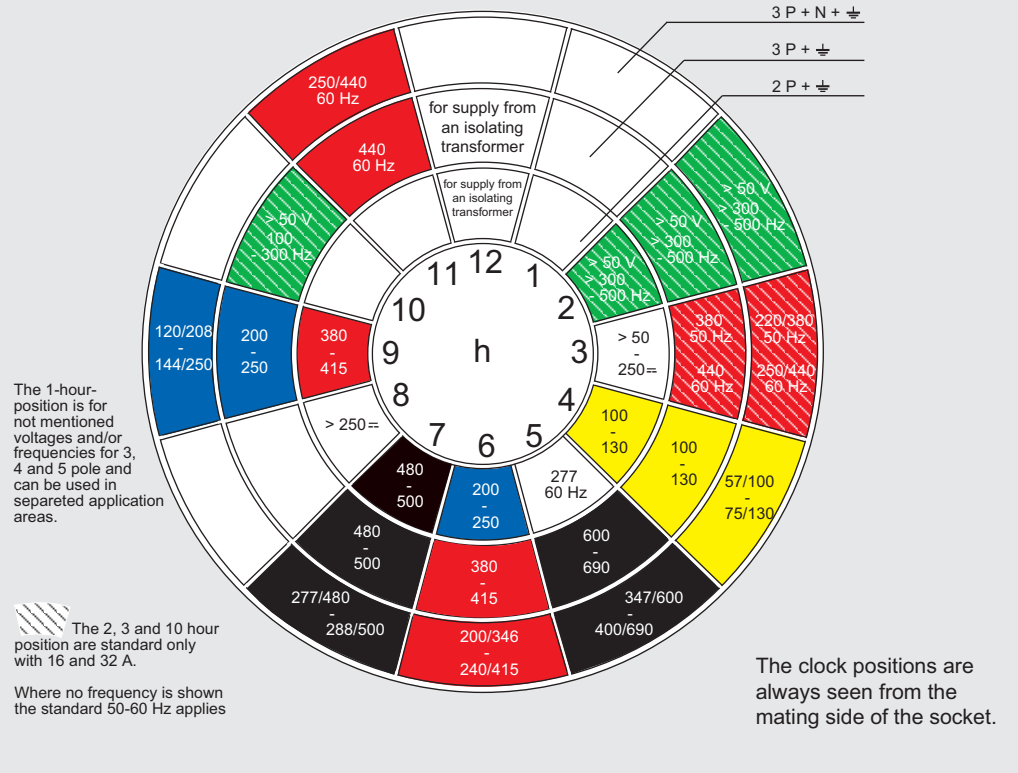 3 P + N + ⏚
3 P + ⏚
2 P + ⏚
250/440
60 Hz
440
60 Hz
for supply from
an isolating
transformer
for supply from
an isolating
transformer
> 50 V
> 300
- 500 Hz
> 50 V
> 300
- 500 Hz
> 50 V
> 300
- 500 Hz
> 50 V
100
- 300 Hz
12
1
2
3
4
5
6
7
8
9
10
11
h
120/208
-
144/250
200
-
250
380
-
415
> 50
-
250=
380
50 Hz
440
60 Hz
220/380
50 Hz
250/440
60 Hz
> 250=
480
-
500
200
-
250
277
60 Hz
100
-
130
100
-
130
57/100
-
75/130
480
-
500
380
-
415
600
-
690
277/480
-
288/500
200/346
-
240/415
347/600
-
400/690
The 1-hour-
position is for
not mentioned
voltages and/or
frequencies for 3,
4 and 5 pole and
can be used in
separeted application
areas.
The 2, 3 and 10 hour
position are standard only
with 16 and 32 A.
Where no frequency is shown
the standard 50-60 Hz applies
The clock positions are
always seen from the
mating side of the socket.